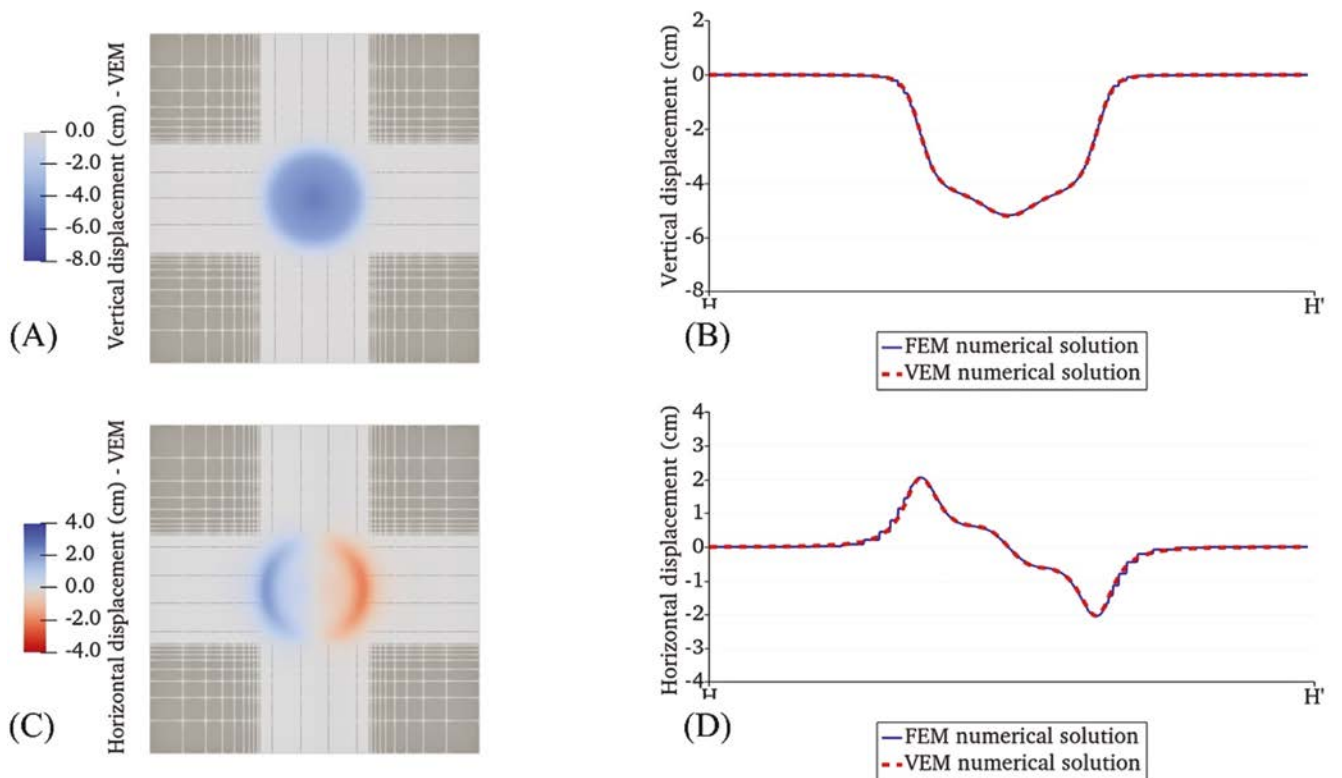 Vertical displacement (cm) - VEM
0.0
-2.0
-4.0
-6.0
-8.0
(A)
Vertical displacement (cm)
2
0
-2
-4
-6
-8
H
H'
(B)
FEM numerical solution
VEM numerical solution
Horizontal displacement (cm) - VEM
4.0
2.0
0.0
-2.0
-4.0
(C)
Horizontal displacement (cm)
4
3
2
1
0
-1
-2
-3
-4
H
H'
(D)
FEM numerical solution
VEM numerical solution